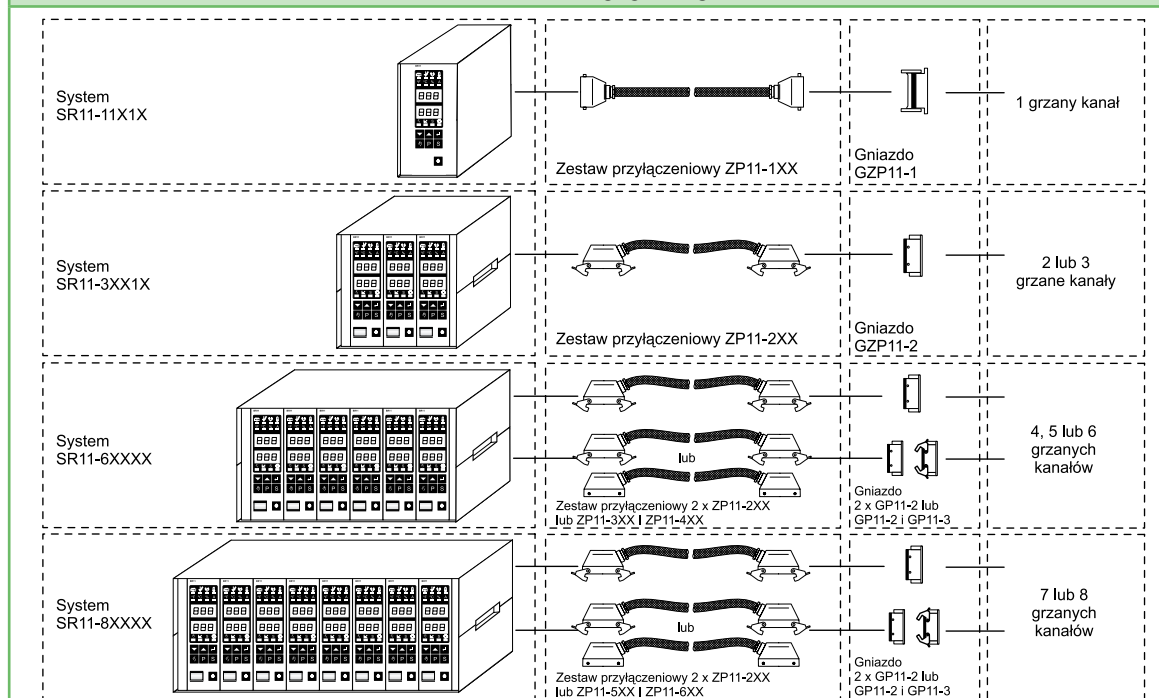 System
SR11-11X1X
Zestaw przyłączeniowy ZP11-1XX
Gniazdo
GZP11-1
1 grzany kanał
System
SR11-3XX1X
Zestaw przyłączeniowy ZP11-2XX
Gniazdo
GZP11-2
2 lub 3
grzane kanały
System
SR11-6XXXX
lub
Zestaw przyłączeniowy 2 x ZP11-2XX
lub ZP11-3XX I ZP11-4XX
Gniazdo
2 x GP11-2 lub
GP11-2 i GP11-3
4, 5 lub 6
grzanych
kanałów
System
SR11-8XXXX
lub
Zestaw przyłączeniowy 2 x ZP11-2XX
lub ZP11-5XX I ZP11-6XX
Gniazdo
2 x GP11-2 lub
GP11-2 i GP11-3
7 lub 8
grzanych
kanałów